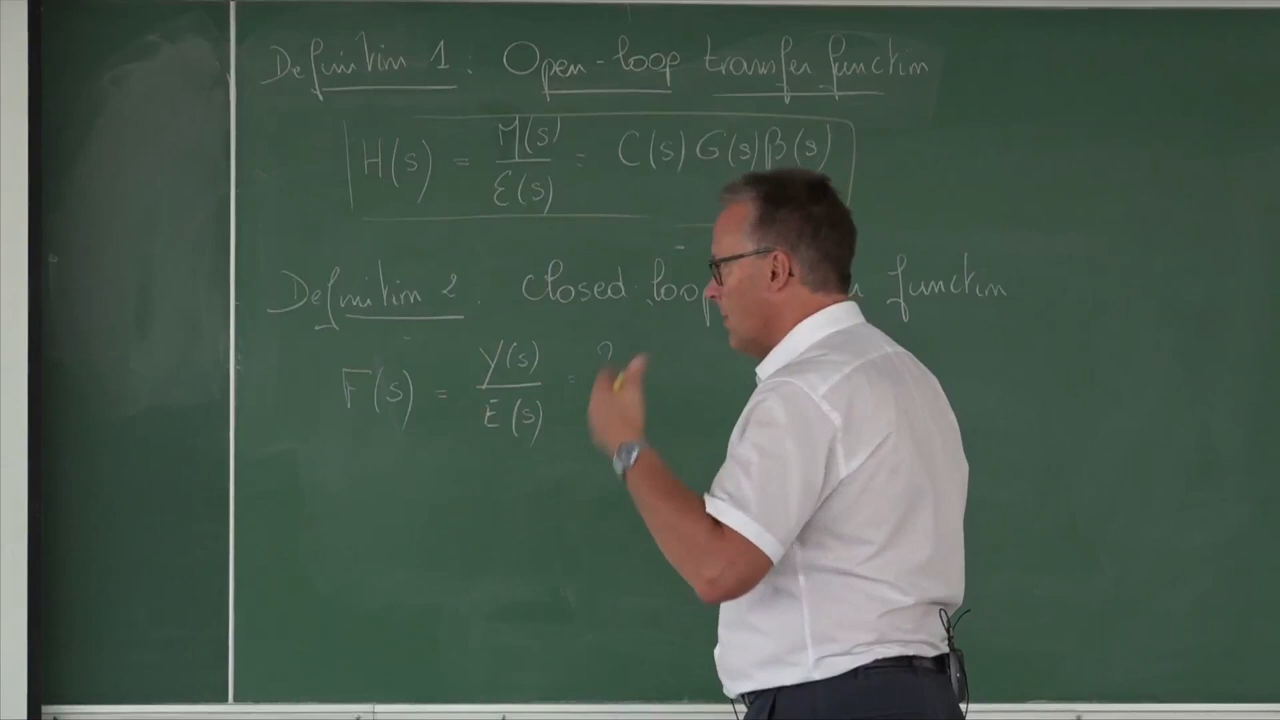 Definition 1: Open-loop transfer function
H(s) = M(s)/Ɛ(s) = C(s) G(s) β(s)
Definition 2. Closed-loop function
F(s) = Y(s)/E(s) = ?